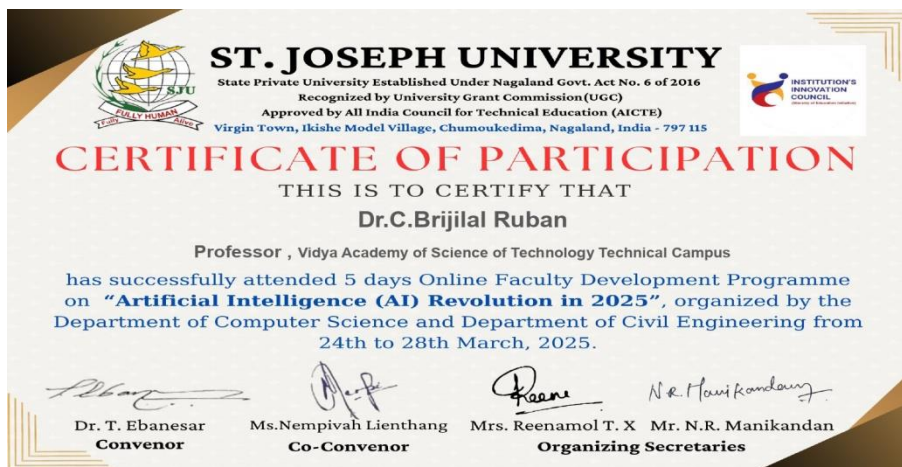 ST. JOSEPH UNIVERSITY
State Private University Established Under Nagaland Govt. Act No. 6 of 2016
Recognized by University Grant Commission(UGC)
Approved by All India Council for Technical Education (AICTE)
Virgin Town, Ikishe Model Village, Chumoukedima, Nagaland, India - 797 115
SJU
Fully HUMAN Alive
INSTITUTION'S
INNOVATION
COUNCIL
(Ministry of Education Initiative)
CERTIFICATE OF PARTICIPATION
THIS IS TO CERTIFY THAT
Dr.C.Brijilal Ruban
Professor , Vidya Academy of Science of Technology Technical Campus
has successfully attended 5 days Online Faculty Development Programme
on "Artificial Intelligence (AI) Revolution in 2025", organized by the
Department of Computer Science and Department of Civil Engineering from
24th to 28th March, 2025.
Reene
N.R. Manikandan
Dr. T. Ebanesar Ms.Nempivah Lienthang Mrs. Reenamol T. X Mr. N.R. Manikandan
Convenor Co-Convenor Organizing Secretaries